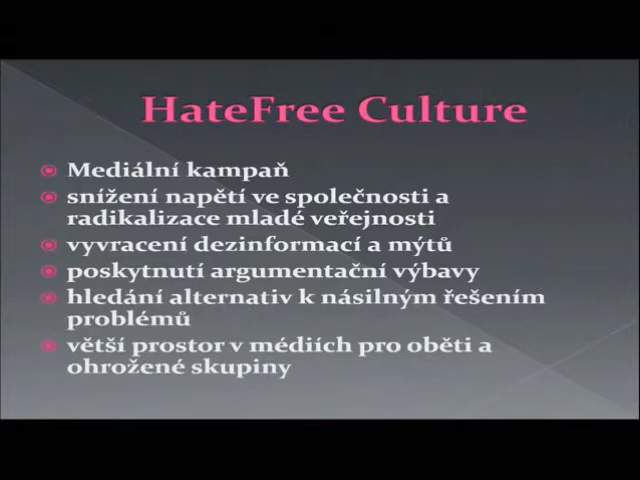 HateFree Culture
Mediální kampaň
snížení napětí ve společnosti a
radikalizace mladé veřejnosti
vyvracení dezinformací a mýtů
poskytnutí argumentační výbavy
hledání alternativ k násilným řešením
problémů
větší prostor v médiích pro oběti a
ohrožené skupiny